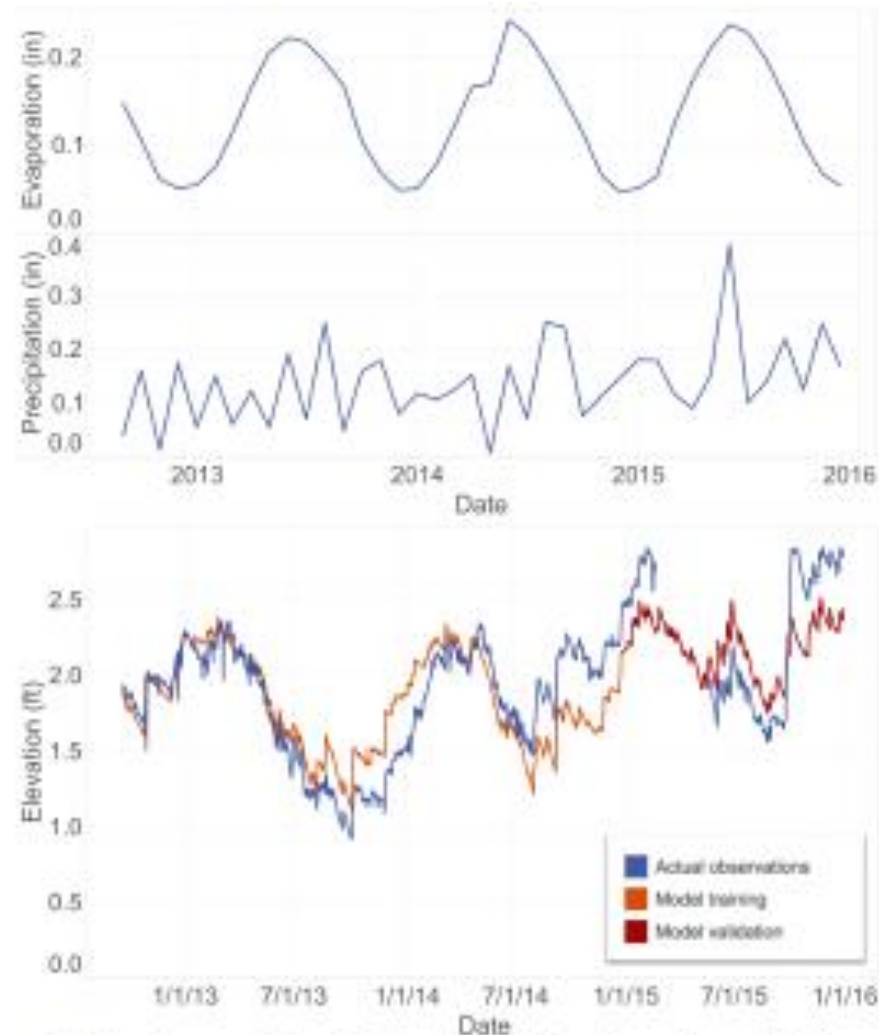 Evaporation (in)
0.2
0.1
0.0
Precipitation (in)
0.4
0.3
0.2
0.1
0.0
2013 2014 2015 2016
Date
Elevation (ft)
2.5
2.0
1.5
1.0
0.5
0.0
Actual observations
Model training
Model validation
1/1/13 7/1/13 1/1/14 7/1/14 1/1/15 7/1/15 1/1/16
Date